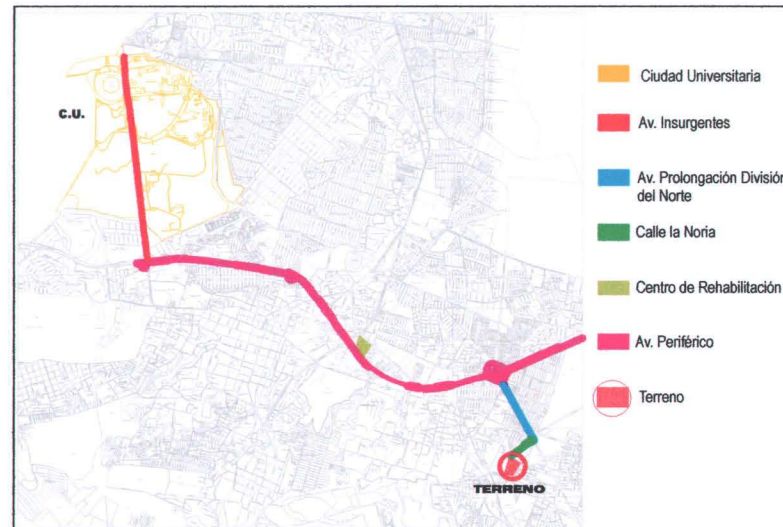 C.U.
TERRENO
Ciudad Universitaria
Av. Insurgentes
Av. Prolongación División
del Norte
Calle la Noria
Centro de Rehabilitación
Av. Periférico
Terreno